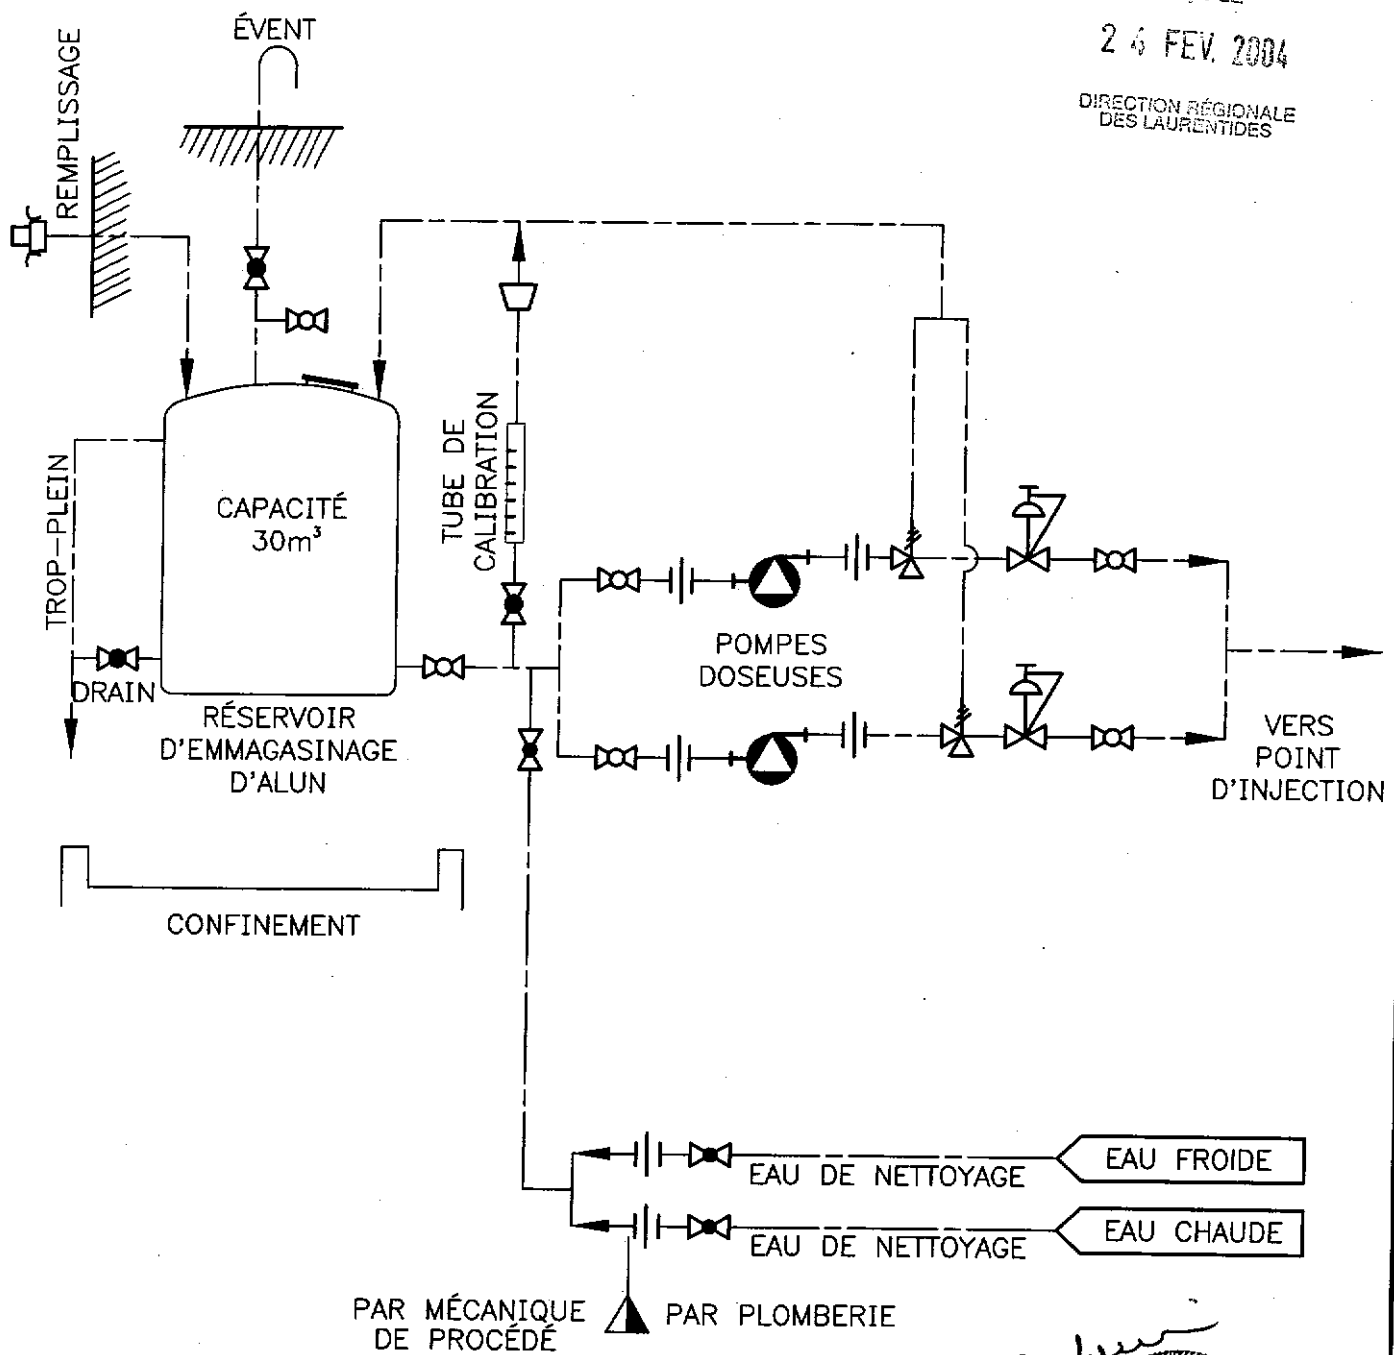 ÉVENT
REMPLISSAGE
2 6 FEV. 2004
DIRECTION RÉGIONALE
DES LAURENTIDES
TROP-PLEIN
CAPACITÉ
30m³
TUBE DE
CALIBRATION
DRAIN
RÉSERVOIR
D'EMMAGASINAGE
D'ALUN
POMPES
DOSEUSES
VERS
POINT
D'INJECTION
CONFINEMENT
EAU DE NETTOYAGE
EAU FROIDE
EAU DE NETTOYAGE
EAU CHAUDE
PAR MÉCANIQUE
DE PROCÉDÉ
PAR PLOMBERIE